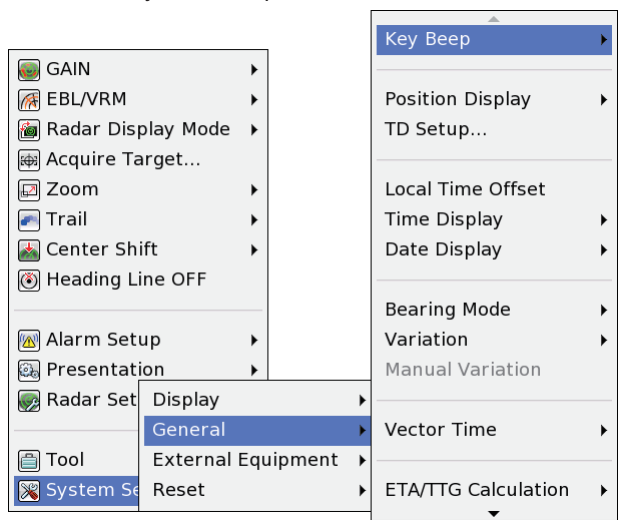 GAIN
EBL/VRM
Radar Display Mode
Acquire Target...
Zoom
Trail
Center Shift
Heading Line OFF
Alarm Setup
Presentation
Radar Set
Tool
System Se
Display
General
External Equipment
Reset
Key Beep
Position Display
TD Setup...
Local Time Offset
Time Display
Date Display
Bearing Mode
Variation
Manual Variation
Vector Time
ETA/TTG Calculation